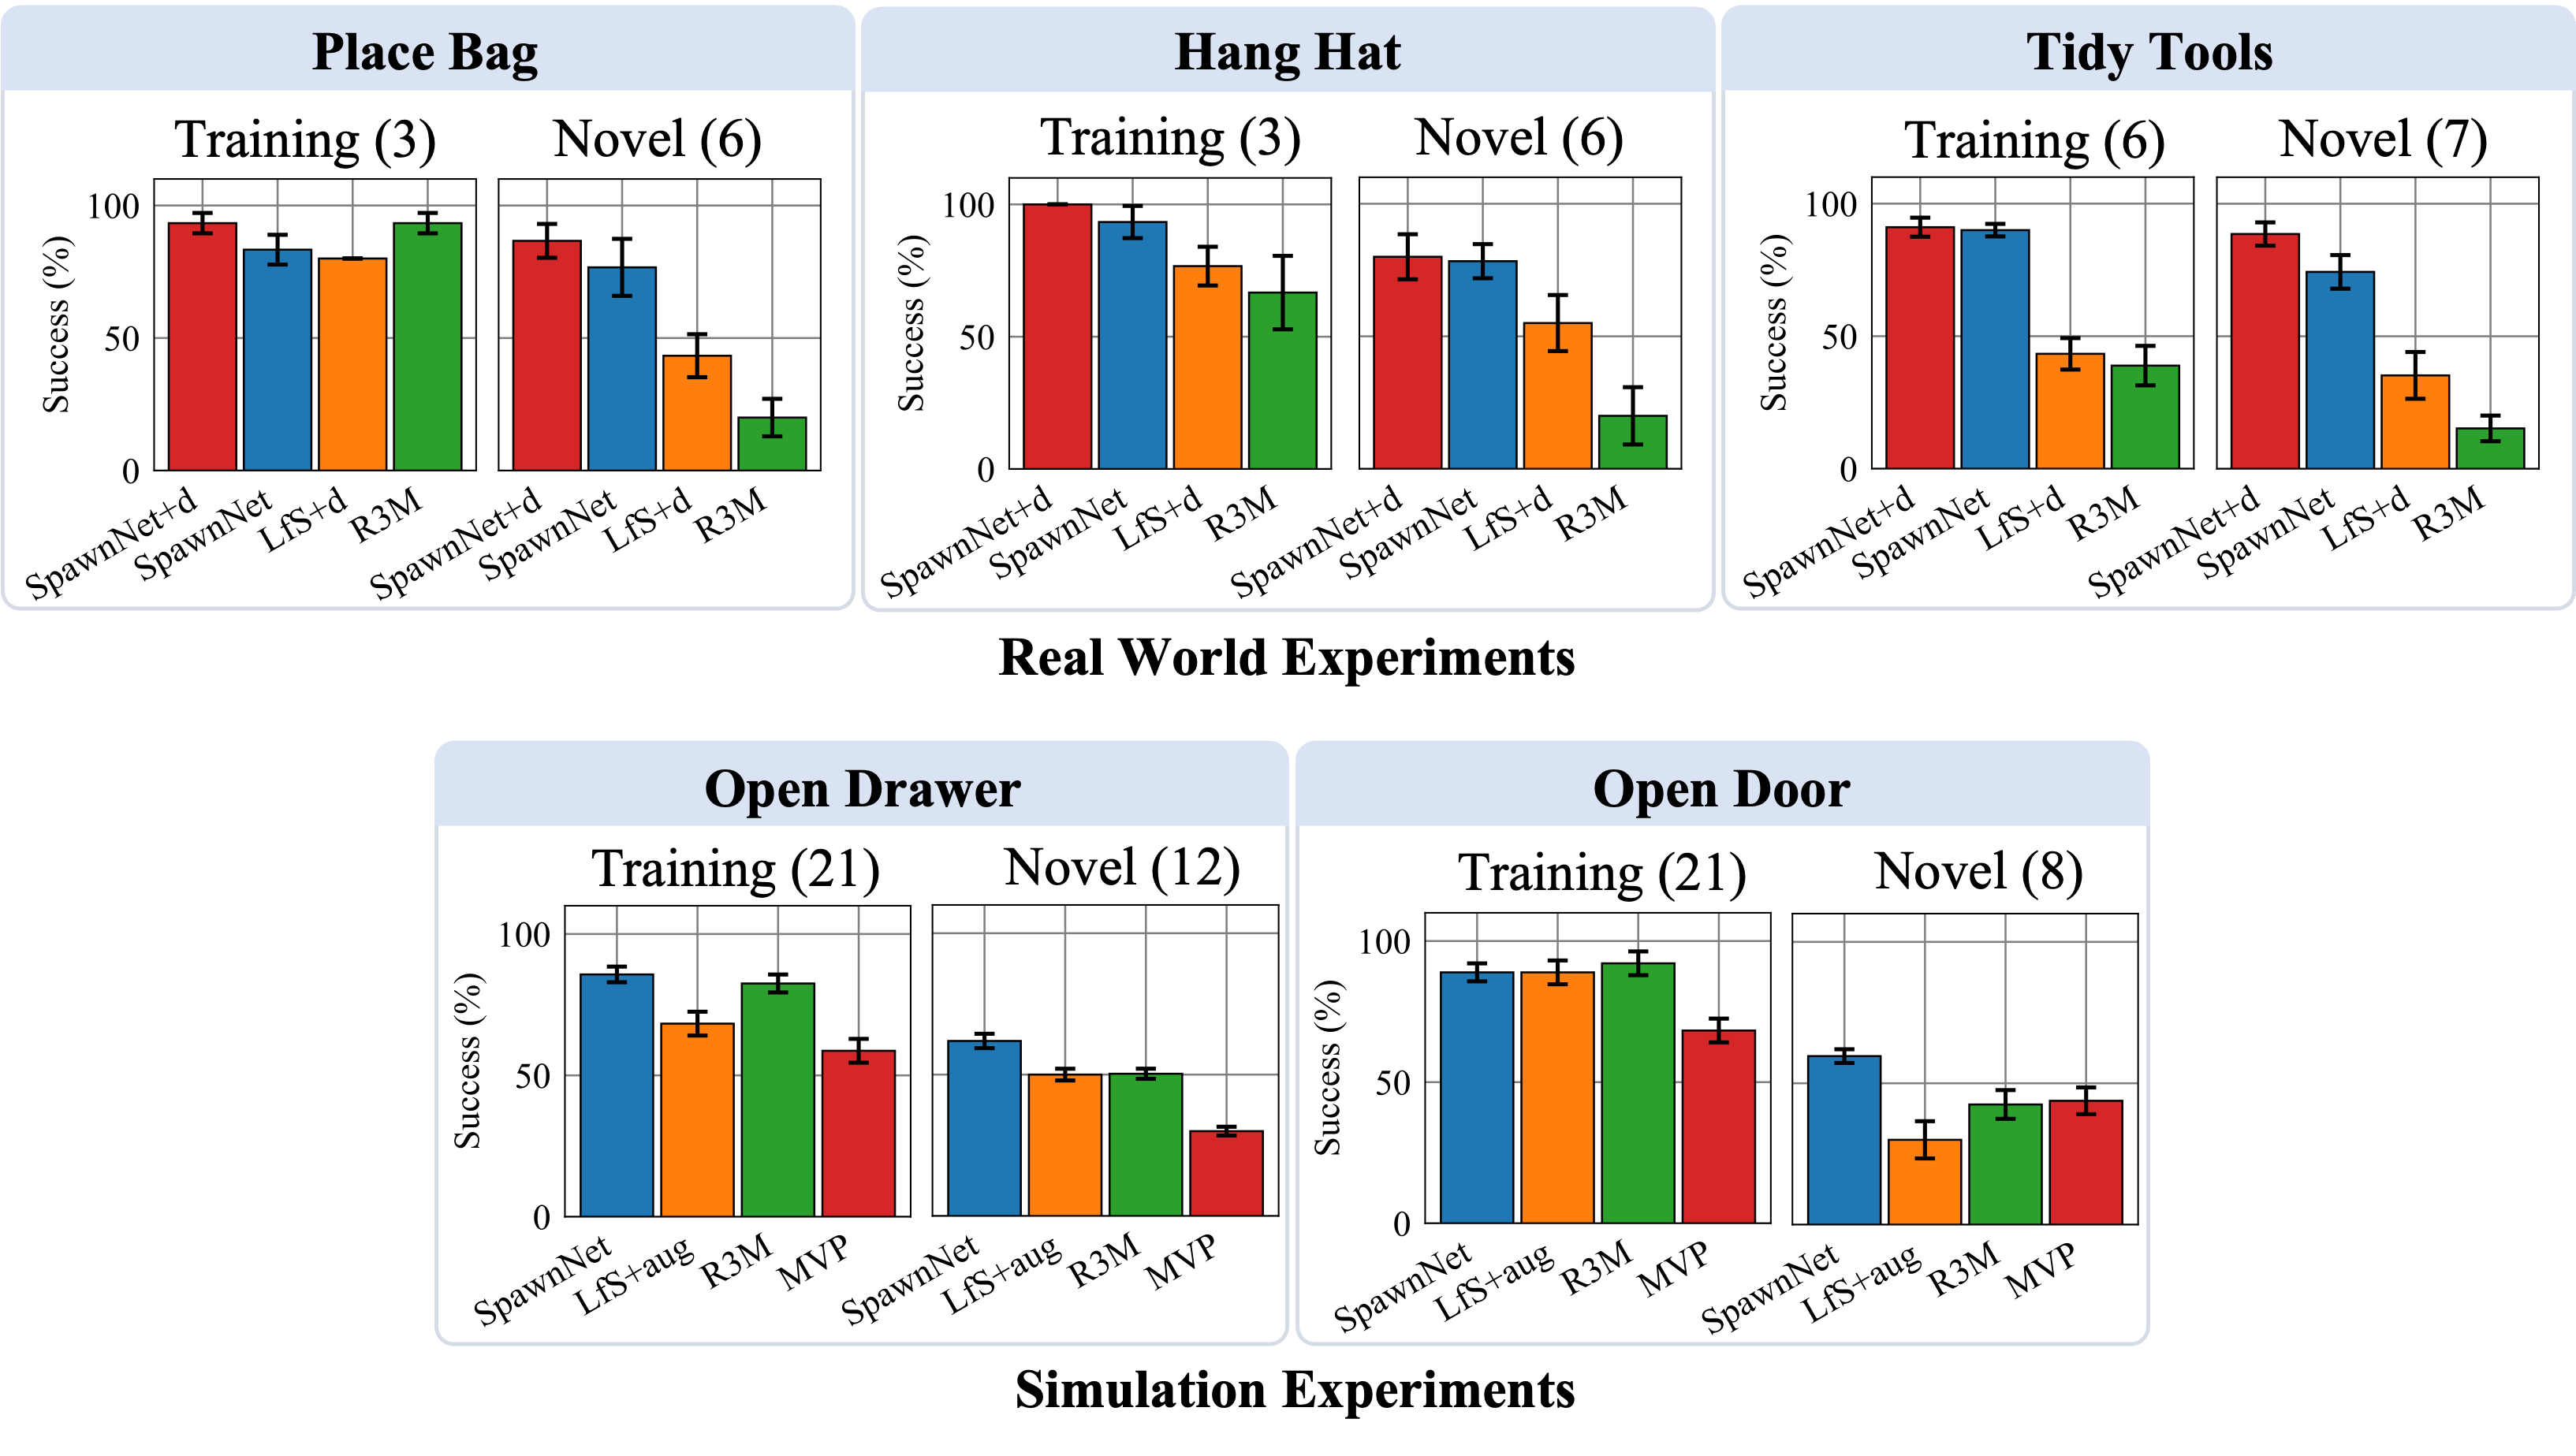 Place Bag
Training (3) Novel (6)
Success (%)
100
50
0
SpawnNet+d SpawnNet LfS+d R3M
SpawnNet+d SpawnNet LfS+d R3M
Hang Hat
Training (3) Novel (6)
Success (%)
100
50
0
SpawnNet+d SpawnNet LfS+d R3M
SpawnNet+d SpawnNet LfS+d R3M
Tidy Tools
Training (6) Novel (7)
Success (%)
100
50
0
SpawnNet+d SpawnNet LfS+d R3M
SpawnNet+d SpawnNet LfS+d R3M
Real World Experiments
Open Drawer
Training (21) Novel (12)
Success (%)
100
50
0
SpawnNet LfS+aug R3M MVP
SpawnNet LfS+aug R3M MVP
Open Door
Training (21) Novel (8)
Success (%)
100
50
0
SpawnNet LfS+aug R3M MVP
SpawnNet LfS+aug R3M MVP
Simulation Experiments